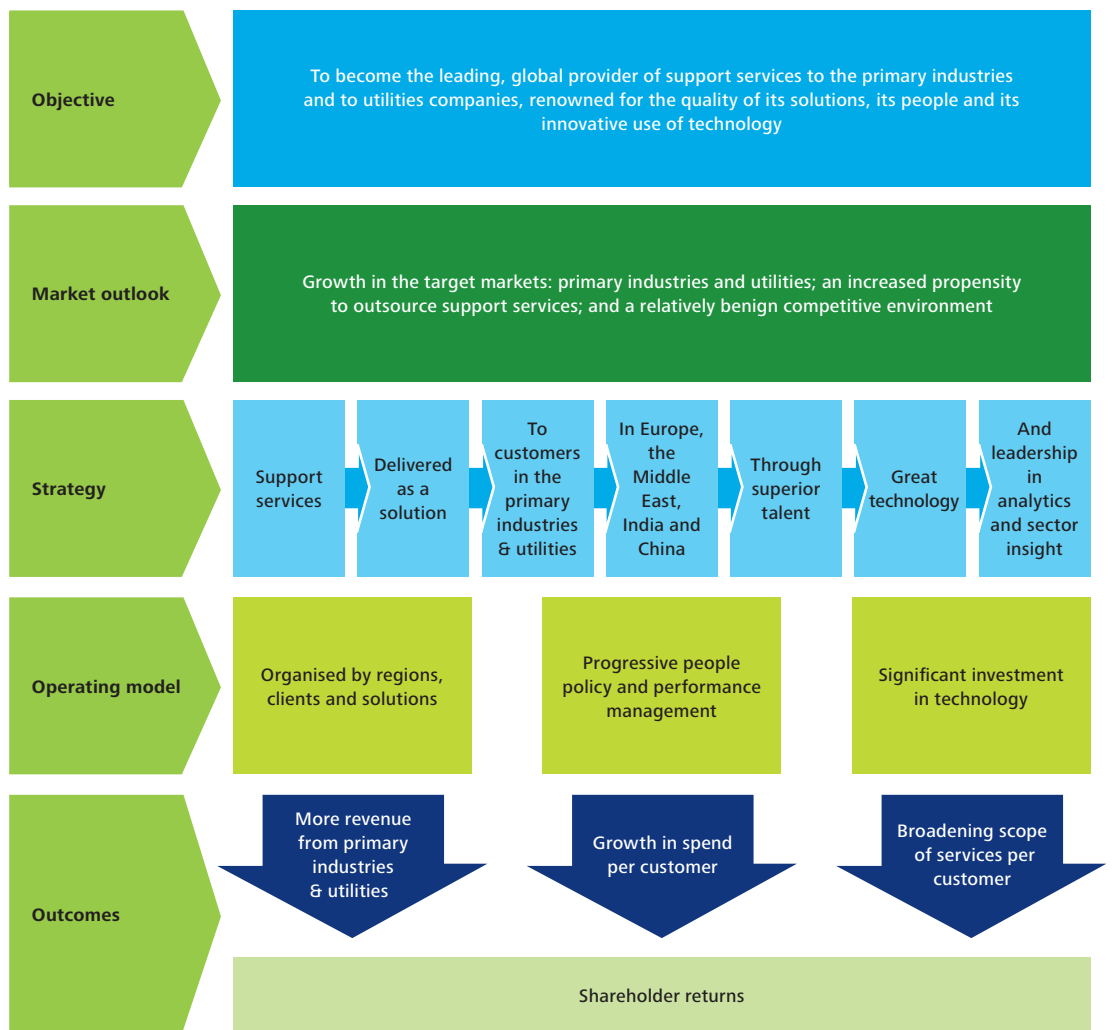 Objective
To become the leading, global provider of support services to the primary industries
and to utilities companies, renowned for the quality of its solutions, its people and its
innovative use of technology
Market outlook
Growth in the target markets: primary industries and utilities; an increased propensity
to outsource support services; and a relatively benign competitive environment
Strategy
Support
services
Delivered
as a
solution
To
customers
in the
primary
industries
& utilities
In Europe,
the
Middle
East,
India and
China
Through
superior
talent
Great
technology
And
leadership
in
analytics
and sector
insight
Operating model
Organised by regions,
clients and solutions
Progressive people
policy and performance
management
Significant investment
in technology
Outcomes
More revenue
from primary
industries
& utilities
Growth in spend
per customer
Broadening scope
of services per
customer
Shareholder returns